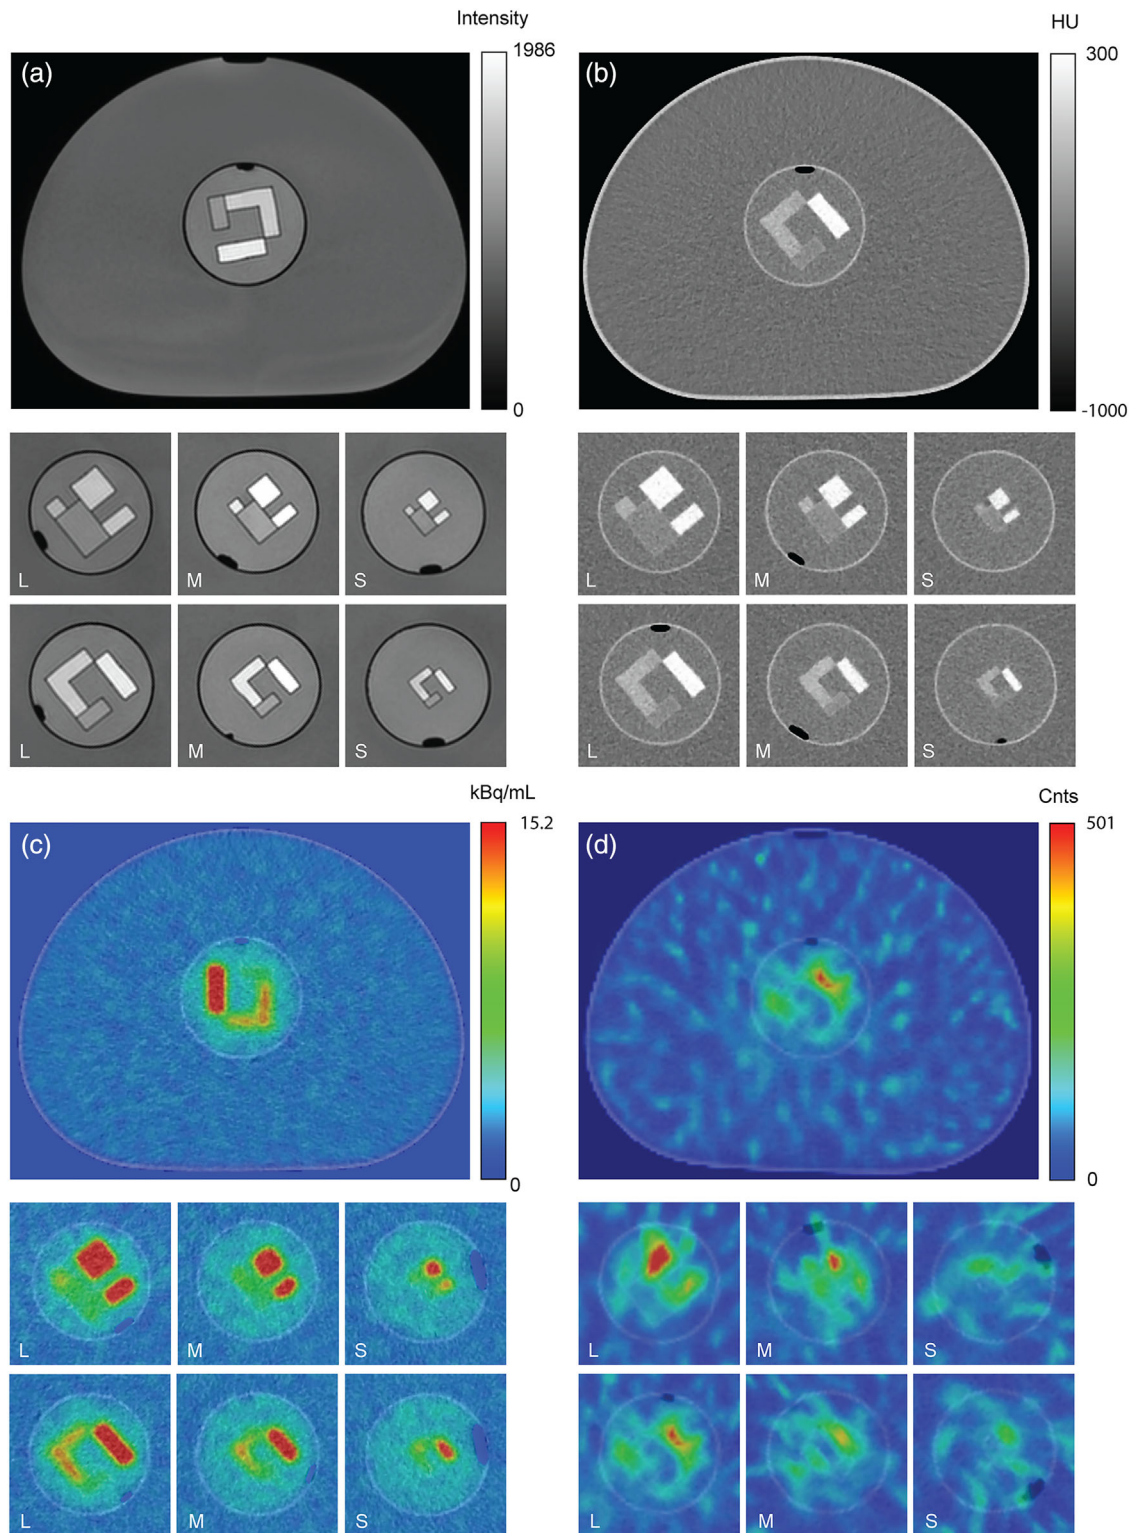 Intensity
(a)
1986
0
HU
(b)
300
-1000
L M S
L M S
L M S
L M S
kBq/mL
(c)
15.2
0
Cnts
(d)
501
0
L M S
L M S
L M S
L M S